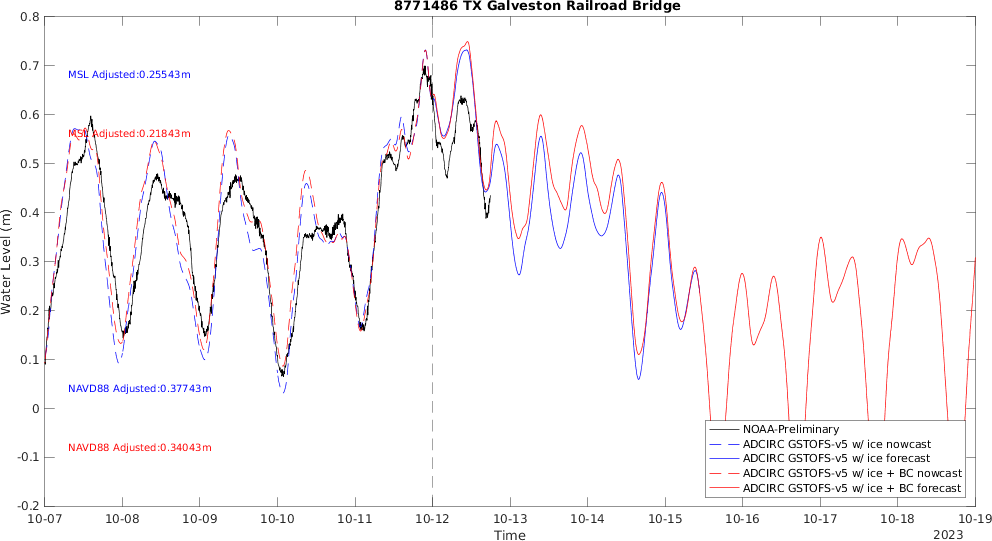 8771486 TX Galveston Railroad Bridge
0.8
0.7
0.6
0.5
0.4
0.3
0.2
0.1
0
-0.1
-0.2
Water Level (m)
MSL Adjusted:0.25543m
MSL Adjusted:0.21843m
NAVD88 Adjusted:0.37743m
NAVD88 Adjusted:0.34043m
NOAA-Preliminary
ADCIRC GSTOFS-v5 w/ ice nowcast
ADCIRC GSTOFS-v5 w/ ice forecast
ADCIRC GSTOFS-v5 w/ ice + BC nowcast
ADCIRC GSTOFS-v5 w/ ice + BC forecast
10-07 10-08 10-09 10-10 10-11 10-12 10-13 10-14 10-15 10-16 10-17 10-18 10-19
Time
2023